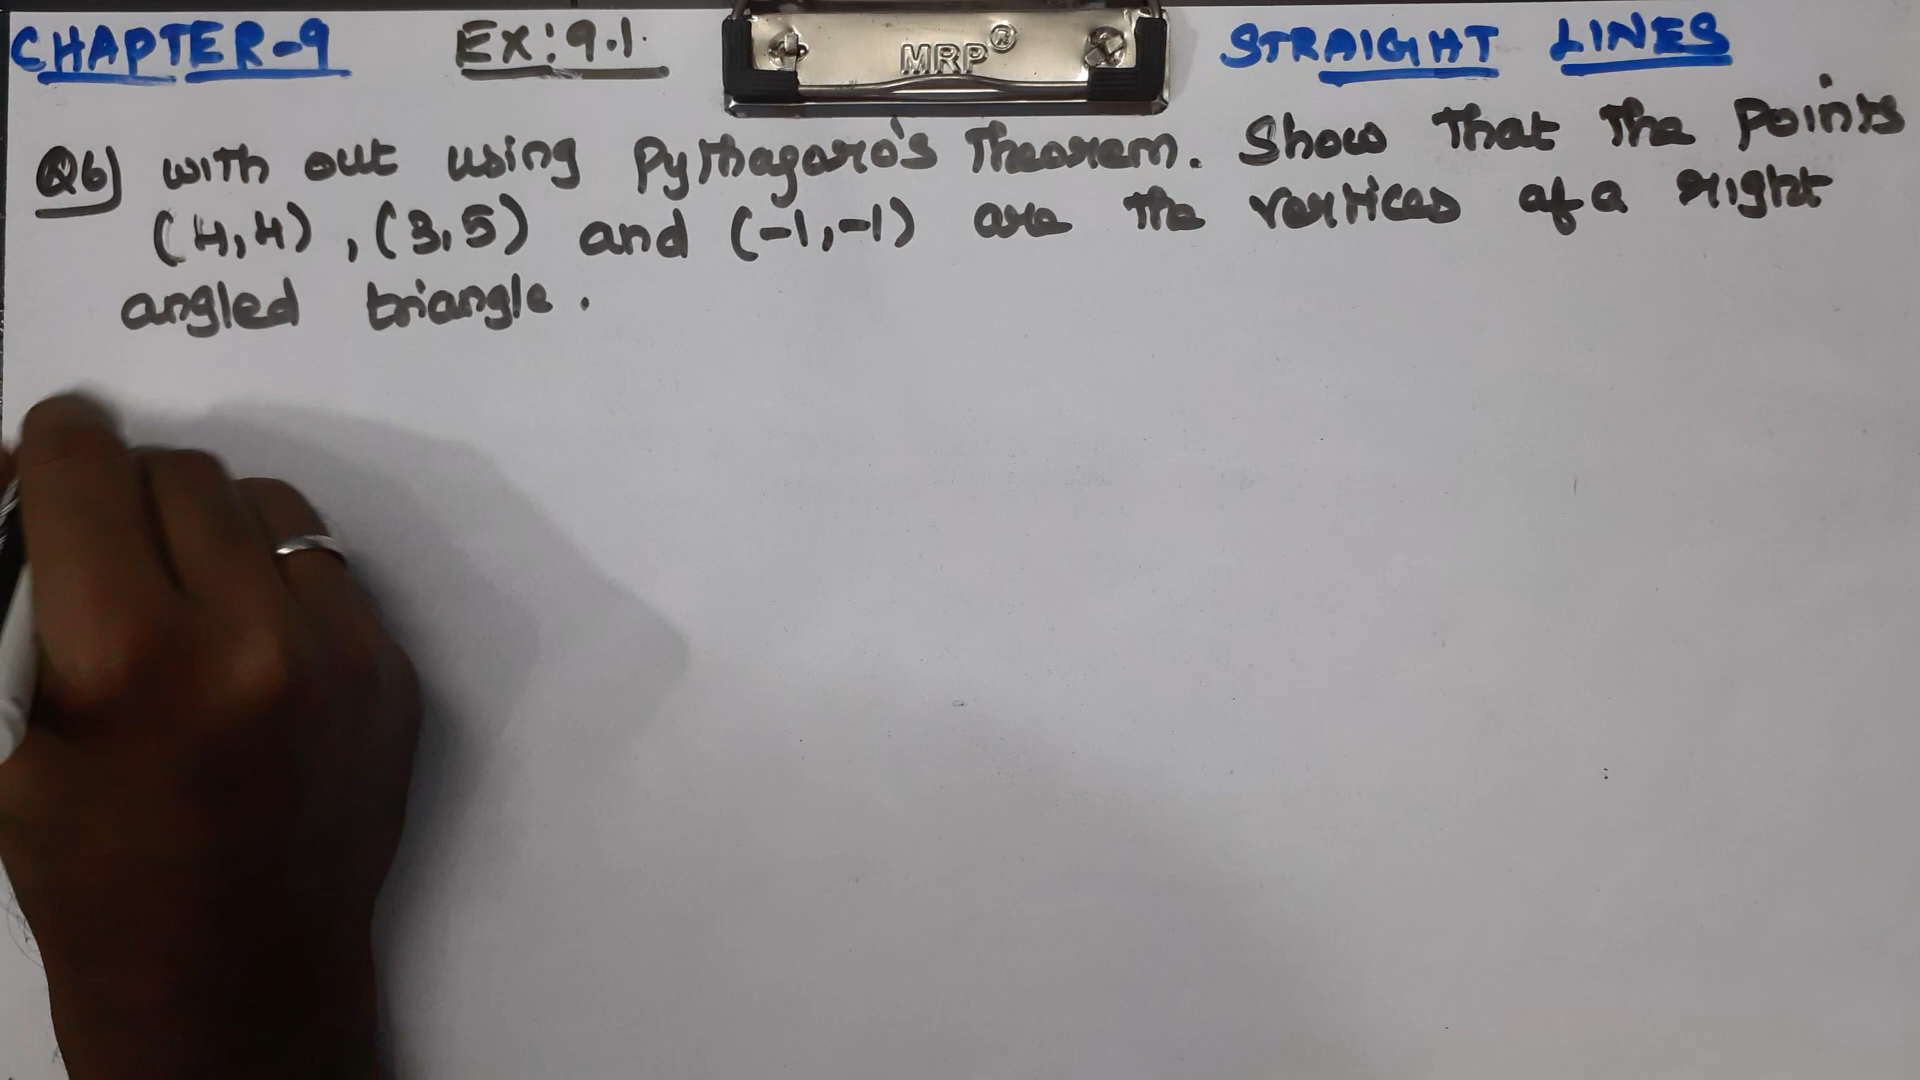 CHAPTER-9 EX:9.1. MRP® STRAIGHT LINES
Q6) with out using Pythagoro's Theorem. Show that the points
(4,4), (3,5) and (-1,-1) are the vertices of a right
angled triangle.